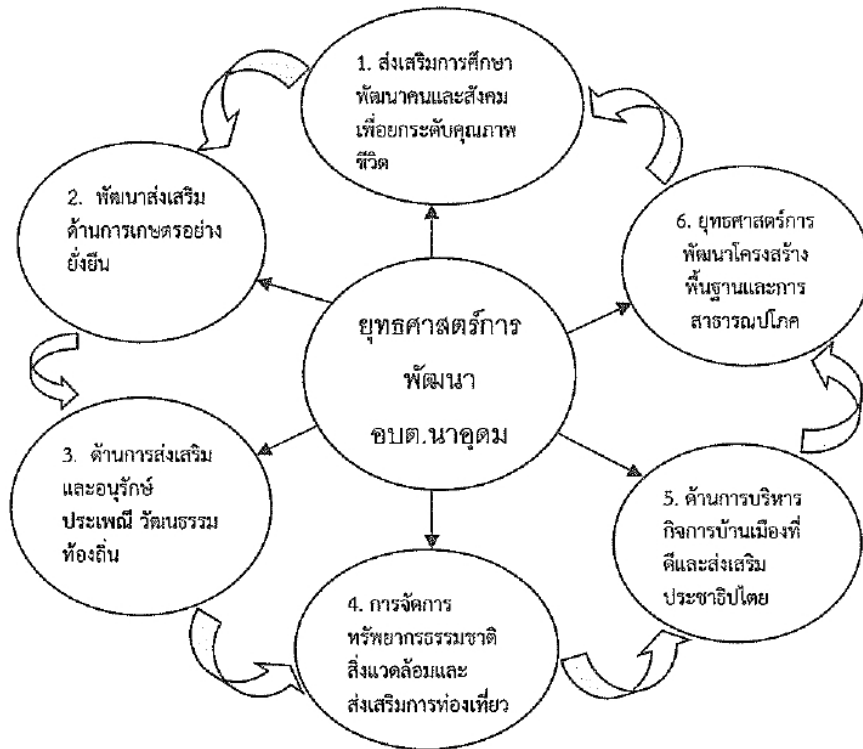 1. ส่งเสริมการศึกษา
พัฒนาคนและสังคม
เพื่อยกระดับคุณภาพ
ชีวิต
2. พัฒนาส่งเสริม
ด้านการเกษตรอย่าง
ยั่งยืน
3. ด้านการส่งเสริม
และอนุรักษ์
ประเพณี วัฒนธรรม
ท้องถิ่น
4. การจัดการ
ทรัพยากรธรรมชาติ
สิ่งแวดล้อมและ
ส่งเสริมการท่องเที่ยว
5. ด้านการบริหาร
กิจการบ้านเมืองที่
ดีและส่งเสริม
ประชาธิปไตย
6. ยุทธศาสตร์การ
พัฒนาโครงสร้าง
พื้นฐานและการ
สาธารณปโภค
ยุทธศาสตร์การ
พัฒนา
อบต.นาอุดม